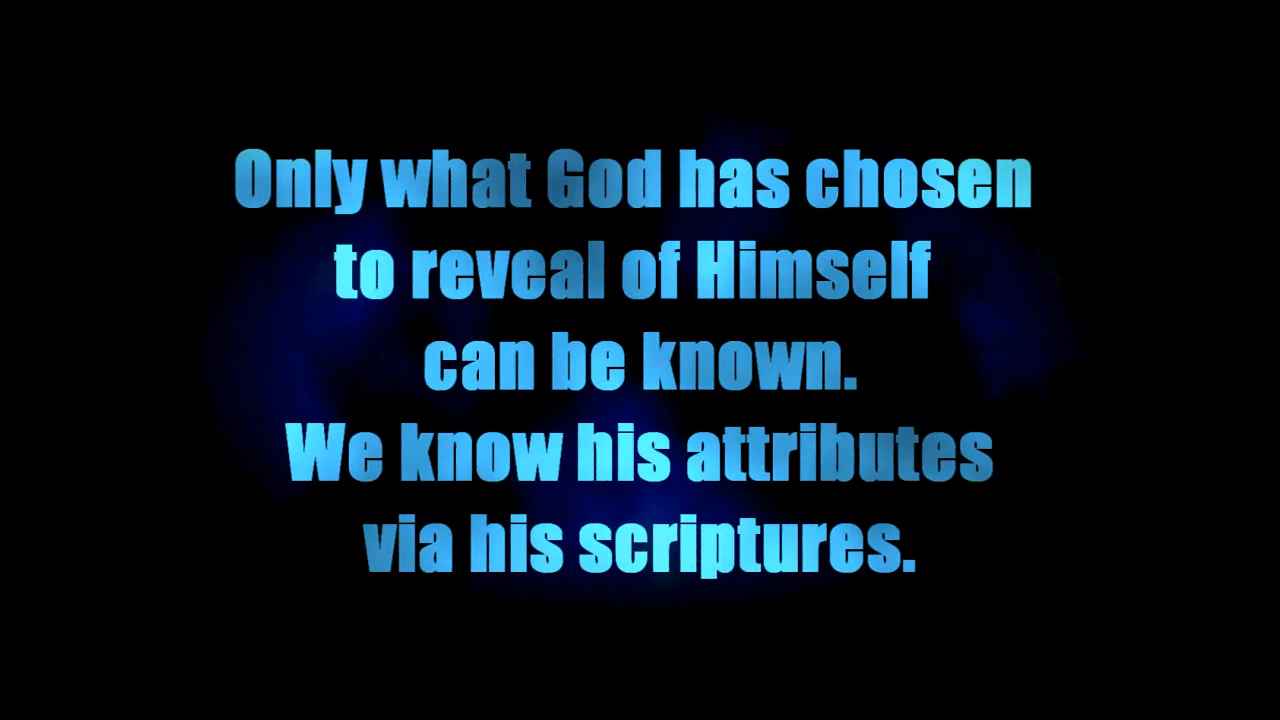 Only what God has chosen
to reveal of Himself
can be known.
We know his attributes
via his scriptures.